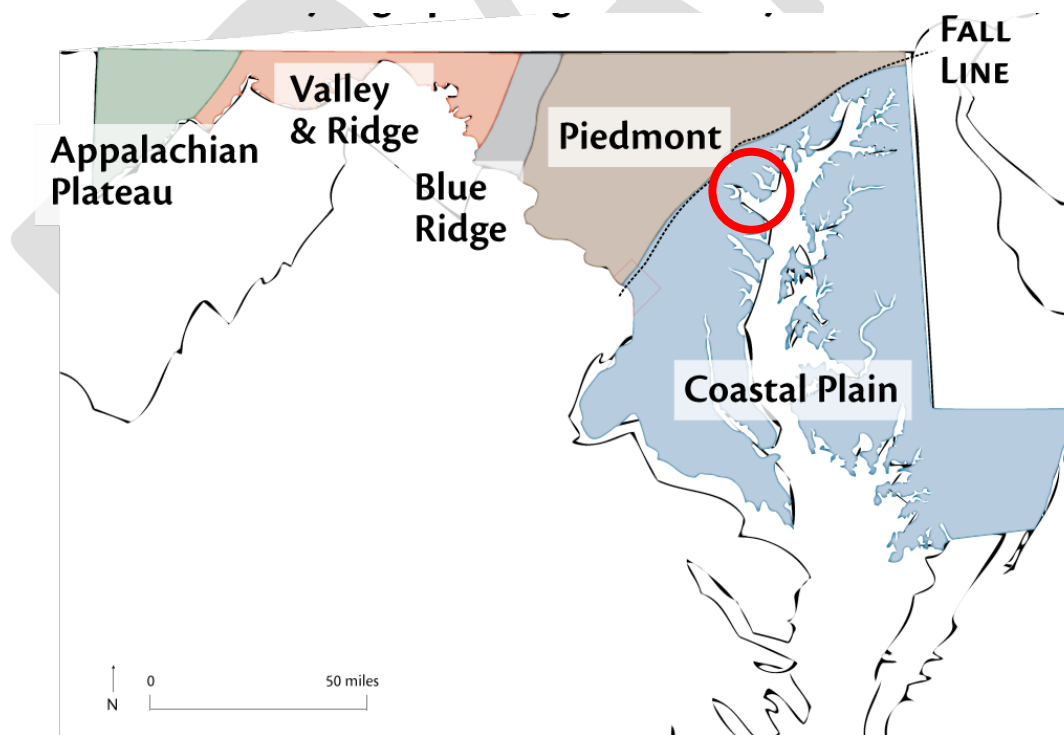 FALL
LINE
Valley
& Ridge
Piedmont
Appalachian
Plateau
Blue
Ridge
Coastal Plain
0
50 miles
N